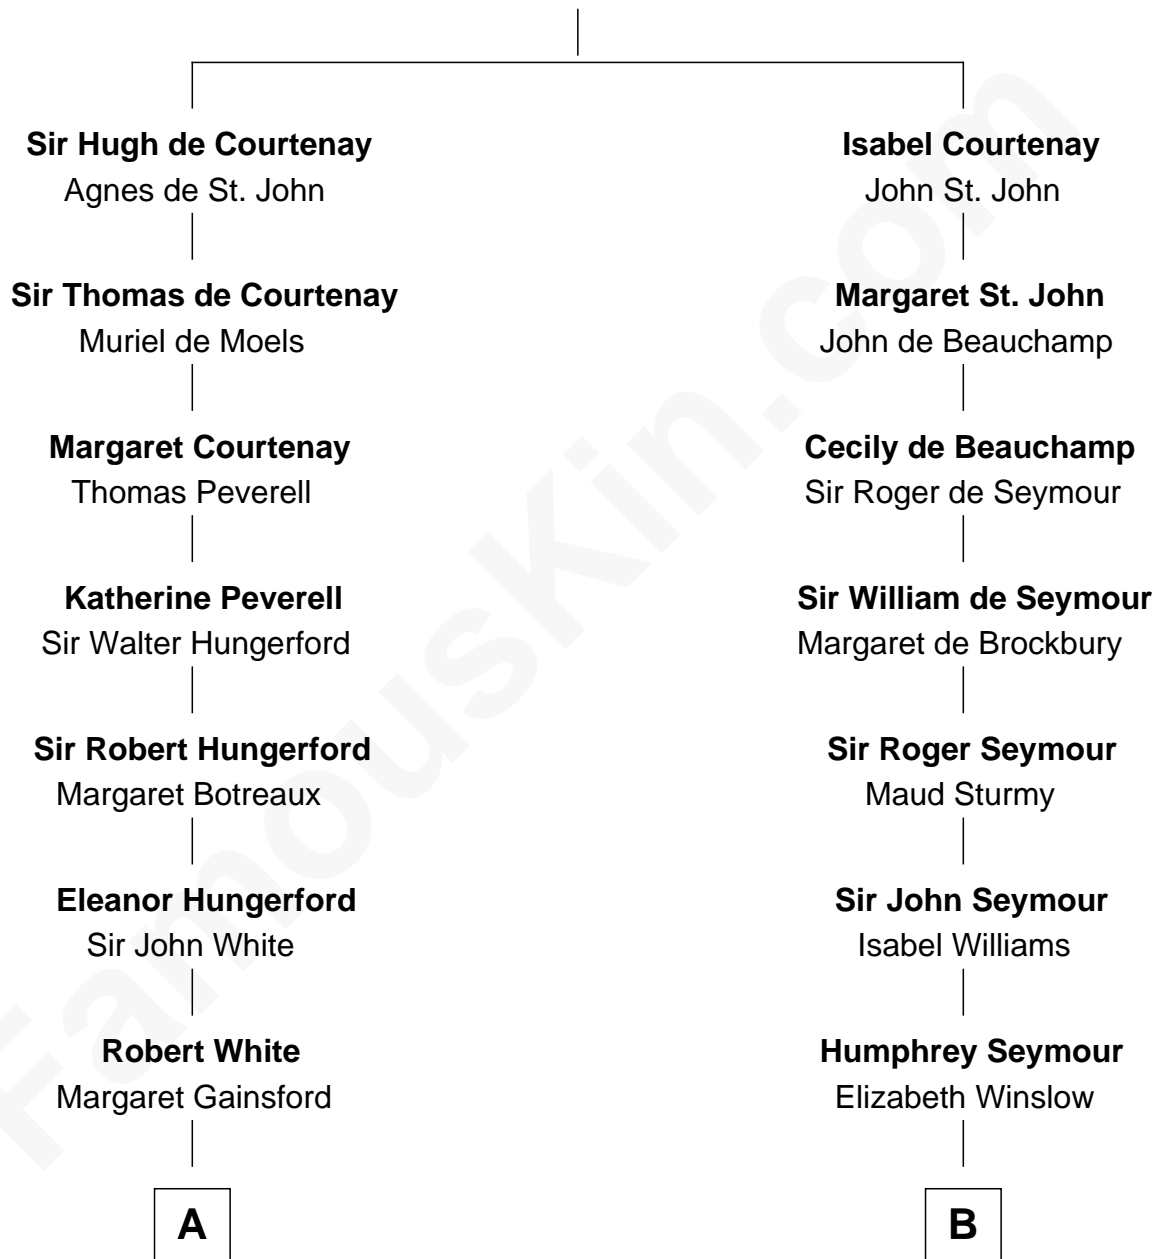 Sir Hugh de Courtenay
Agnes de St. John
Isabel Courtenay
John St. John
Sir Thomas de Courtenay
Muriel de Moels
Margaret St. John
John de Beauchamp
Margaret Courtenay
Thomas Peverell
Cecily de Beauchamp
Sir Roger de Seymour
Katherine Peverell
Sir Walter Hungerford
Sir William de Seymour
Margaret de Brockbury
Sir Robert Hungerford
Margaret Botreaux
Sir Roger Seymour
Maud Sturmy
Eleanor Hungerford
Sir John White
Sir John Seymour
Isabel Williams
Robert White
Margaret Gainsford
Humphrey Seymour
Elizabeth Winslow
A
B
FamousKin.com